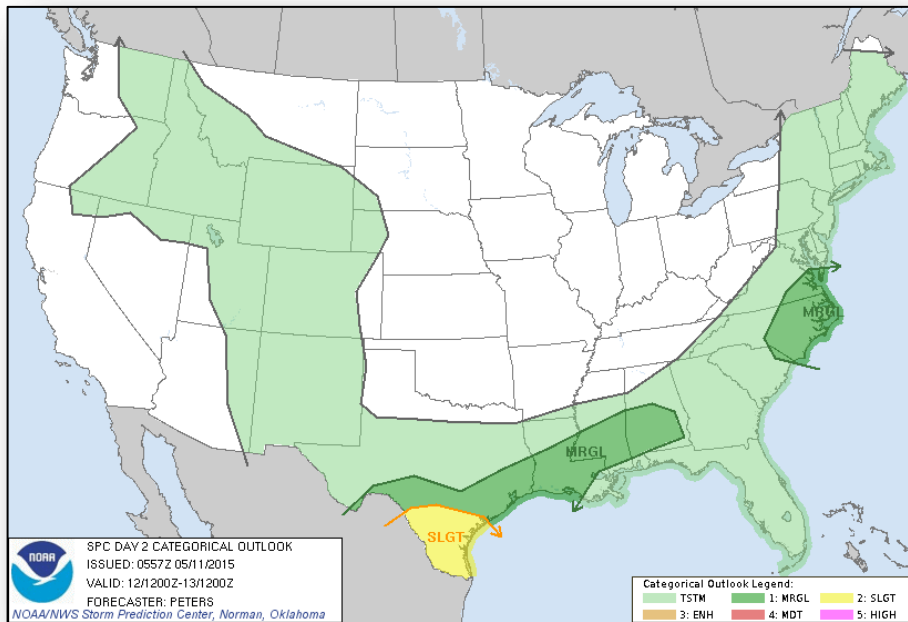 MRGL
MRGL
SLGT
NOAA
SPC DAY 2 CATEGORICAL OUTLOOK
ISSUED: 0557Z 05/11/2015
VALID: 12/1200Z-13/1200Z
FORECASTER: PETERS
NOAA/NWS Storm Prediction Center, Norman, Oklahoma
Categorical Outlook Legend:
TSTM 1: MRGL 2: SLGT
3: ENH 4: MDT 5: HIGH